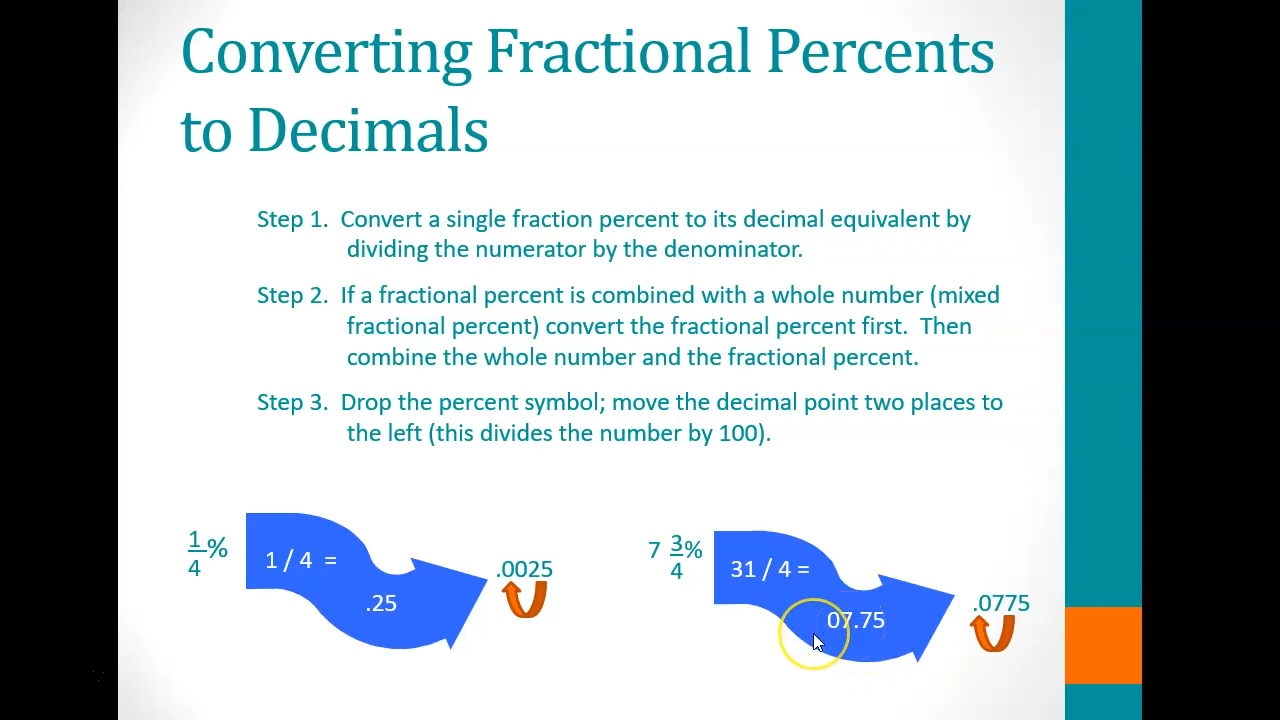 Converting Fractional Percents
to Decimals
Step 1. Convert a single fraction percent to its decimal equivalent by
dividing the numerator by the denominator.
Step 2. If a fractional percent is combined with a whole number (mixed
fractional percent) convert the fractional percent first. Then
combine the whole number and the fractional percent.
Step 3. Drop the percent symbol; move the decimal point two places to
the left (this divides the number by 100).
1/4%
1 / 4 =
.25
.0025
7 3/4%
31 / 4 =
07.75
.0775